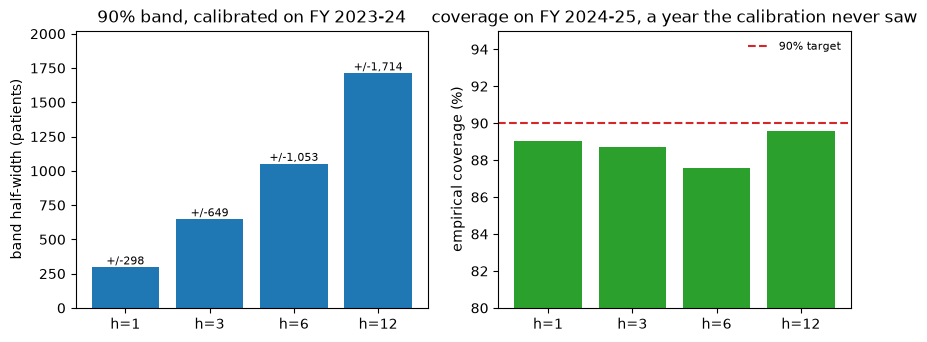 90% band, calibrated on FY 2023-24
band half-width (patients)
2000
1750
1500
1250
1000
750
500
250
0
+/-298
+/-649
+/-1,053
+/-1,714
h=1
h=3
h=6
h=12
coverage on FY 2024-25, a year the calibration never saw
empirical coverage (%)
94
92
90
88
86
84
82
80
90% target
h=1
h=3
h=6
h=12